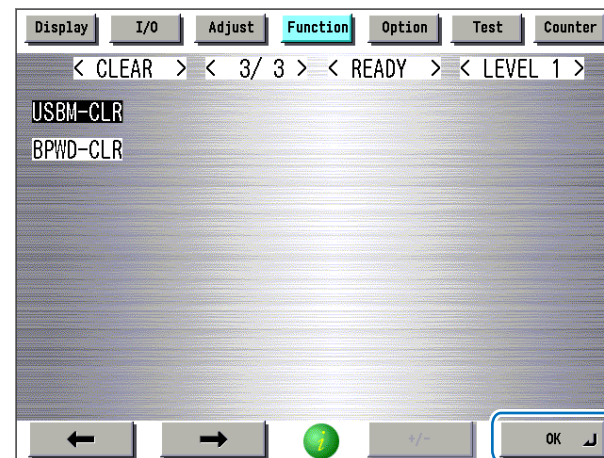 Display I/O Adjust Function Option Test Counter
< CLEAR > < 3/ 3 > < READY > < LEVEL 1 >
USBM-CLR
BPWD-CLR
i +/- OK